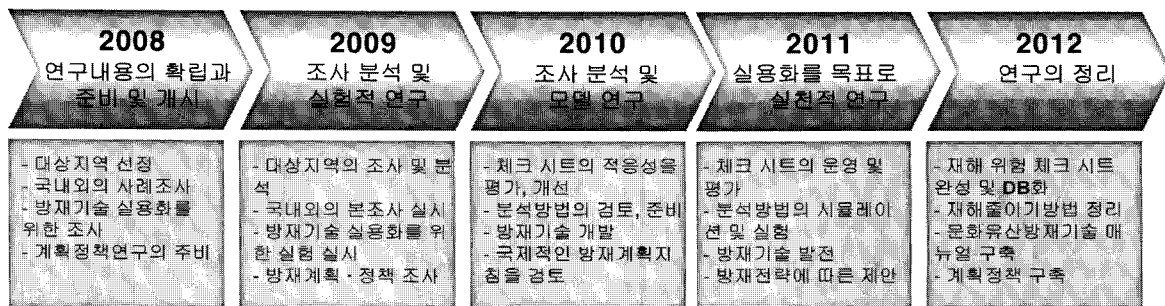 2008
연구내용의 확립과
준비 및 개시
2009
조사 분석 및
실험적 연구
2010
조사 분석 및
모델 연구
2011
실용화를 목표로
실천적 연구
2012
연구의 정리
- 대상지역 선정
- 국내외의 사례조사
- 방재기술 실용화를
위한 조사
- 계획정책연구의 준비
- 대상지역의 조사 및 분
석
- 국내외의 본조사 실시
- 방재기술 실용화를 위
한 실험 실시
- 방재계획 · 정책 조사
- 체크 시트의 적응성을
평가, 개선
- 분석방법의 검토, 준비
- 방재기술 개발
- 국제적인 방재계획지
침을 검토
- 체크 시트의 운영 및
평가
- 분석방법의 시뮬레이
션 및 실험
- 방재기술 발전
- 방재전략에 따른 제안
- 재해 위험 체크 시트
완성 및 DB화
- 재해줄이기방법 정리
- 문화유산방재기술 매
뉴얼 구축
- 계획정책 구축